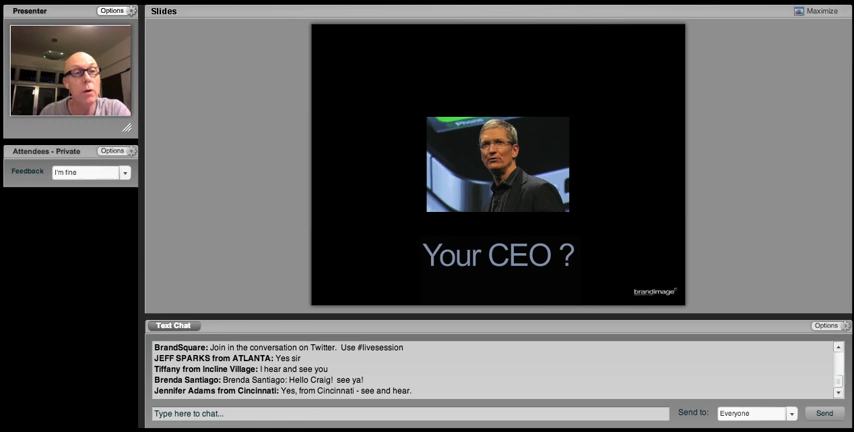 Presenter
Options
Slides
Maximize
iPhone
Your CEO ?
brandimage
Attendees - Private
Options
Feedback
I'm fine
Text Chat
Options
BrandSquare: Join in the conversation on Twitter. Use #livesession
JEFF SPARKS from ATLANTA: Yes sir
Tiffany from Incline Village: I hear and see you
Brenda Santiago: Brenda Santiago: Hello Craig! see ya!
Jennifer Adams from Cincinnati: Yes, from Cincinnati - see and hear.
Type here to chat...
Send to:
Everyone
Send